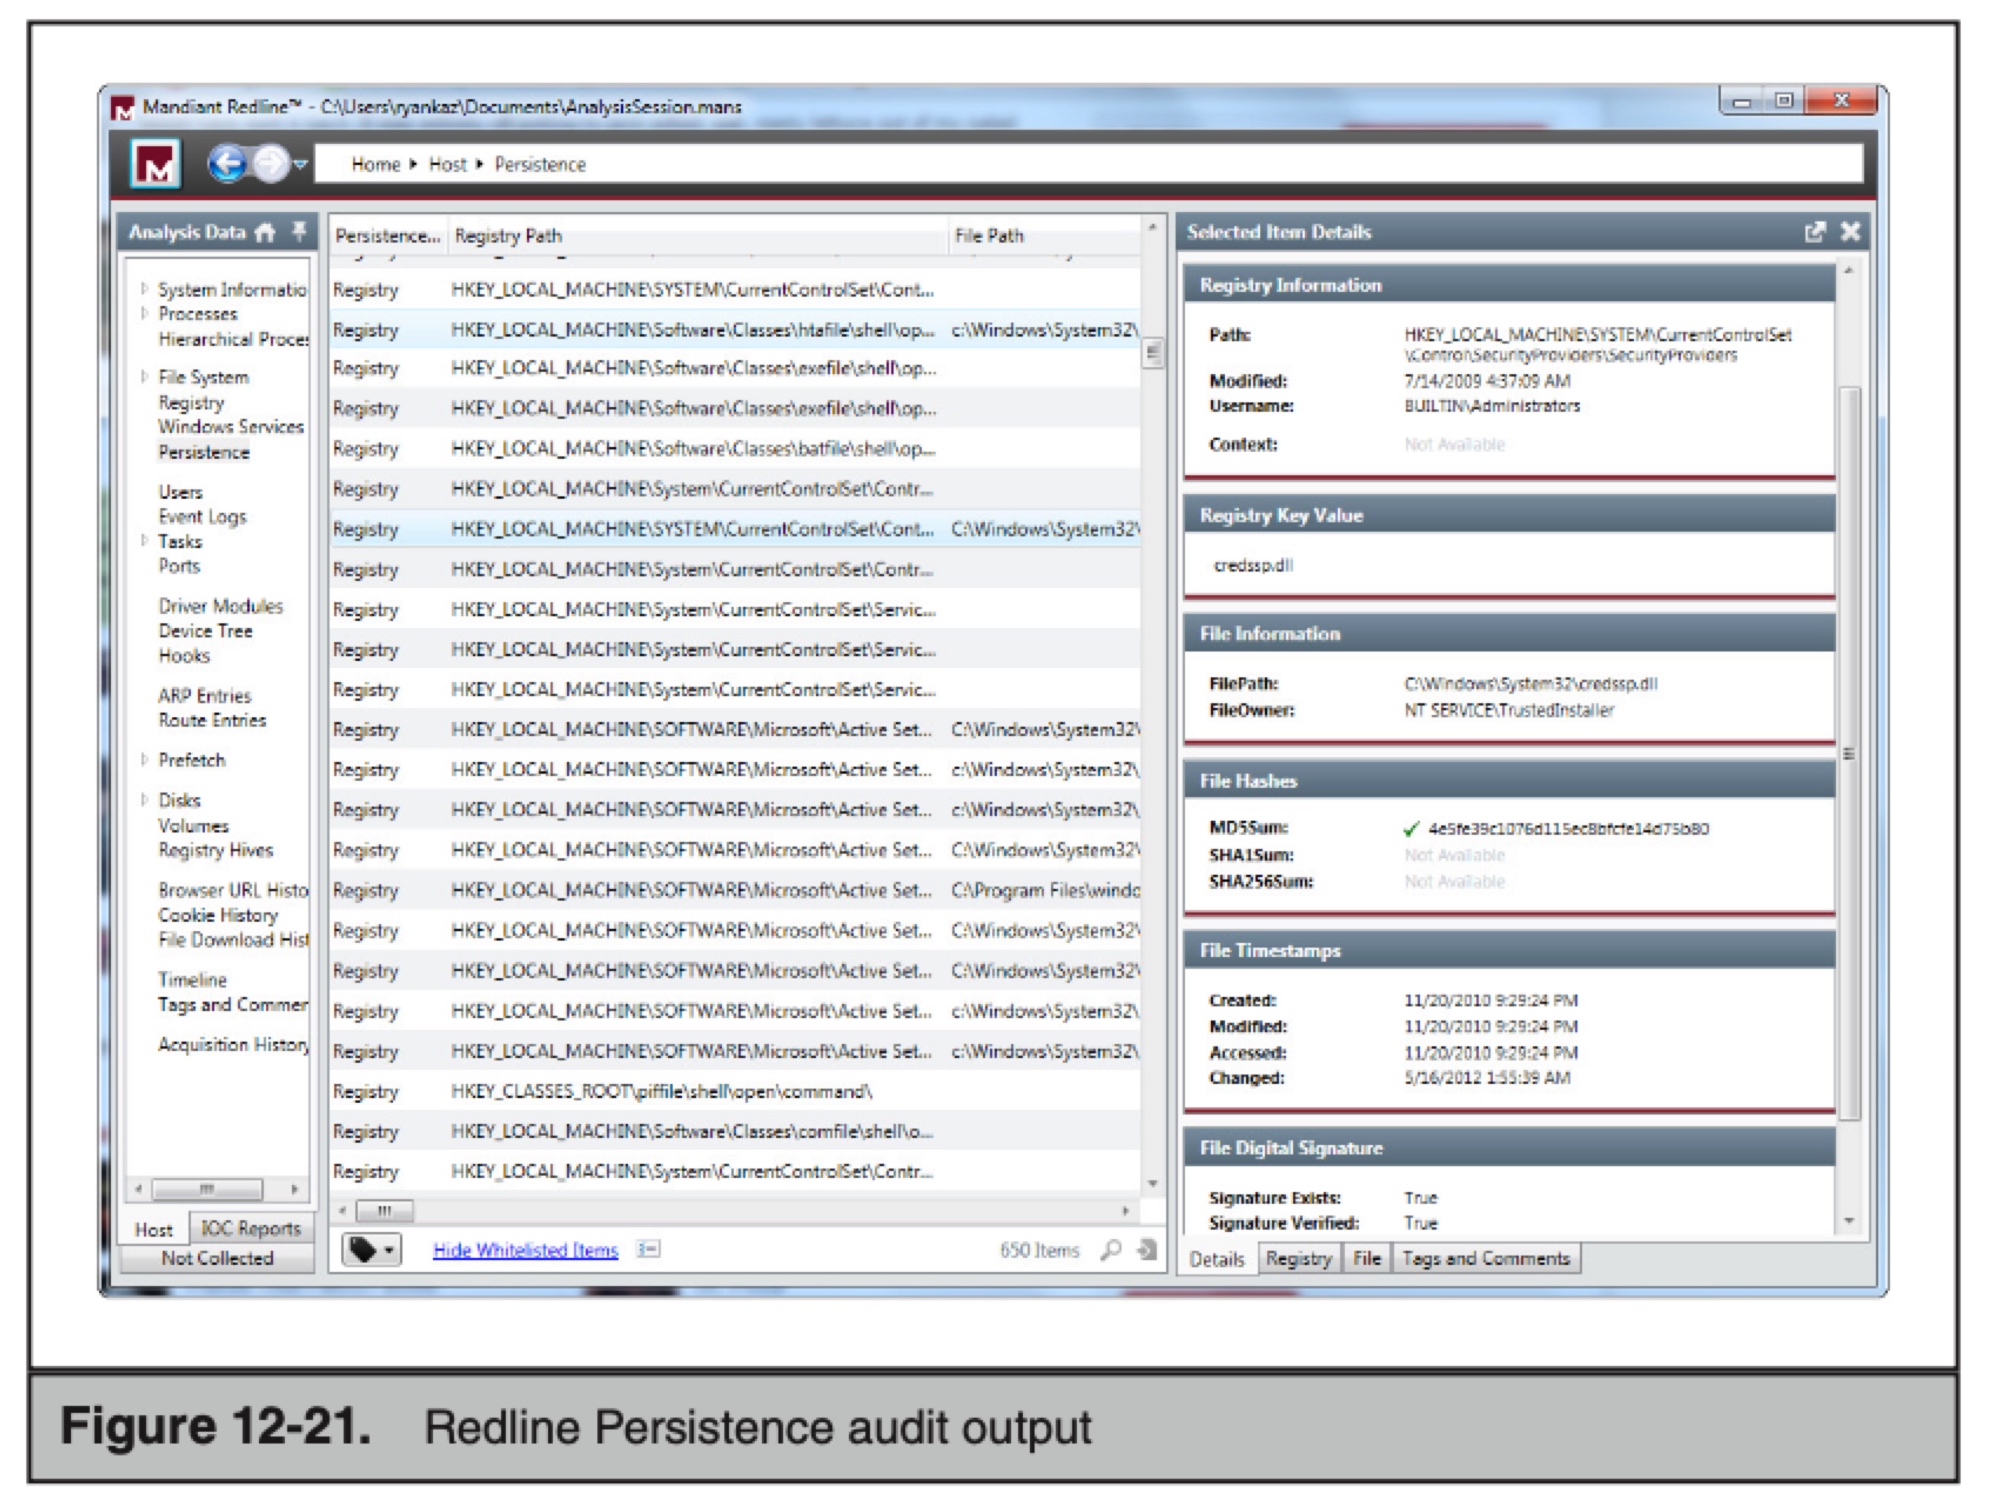 Mandiant Redline™ - C:\Users\ryankaz\Documents\AnalysisSession.mans
Home ▸ Host ▸ Persistence
Analysis Data
System Informatio
Processes
Hierarchical Proces
File System
Registry
Windows Services
Persistence
Users
Event Logs
Tasks
Ports
Driver Modules
Device Tree
Hooks
ARP Entries
Route Entries
Prefetch
Disks
Volumes
Registry Hives
Browser URL Histo
Cookie History
File Download Hist
Timeline
Tags and Commer
Acquisition History
Host IOC Reports
Not Collected
Persistence... Registry Path File Path
Registry HKEY_LOCAL_MACHINE\SYSTEM\CurrentControlSet\Cont...
Registry HKEY_LOCAL_MACHINE\Software\Classes\htafile\shell\op... c:\Windows\System32\
Registry HKEY_LOCAL_MACHINE\Software\Classes\exefile\shell\op...
Registry HKEY_LOCAL_MACHINE\Software\Classes\exefile\shell\op...
Registry HKEY_LOCAL_MACHINE\Software\Classes\batfile\shell\op...
Registry HKEY_LOCAL_MACHINE\System\CurrentControlSet\Contr...
Registry HKEY_LOCAL_MACHINE\SYSTEM\CurrentControlSet\Cont... C:\Windows\System32\
Registry HKEY_LOCAL_MACHINE\System\CurrentControlSet\Contr...
Registry HKEY_LOCAL_MACHINE\System\CurrentControlSet\Servic...
Registry HKEY_LOCAL_MACHINE\System\CurrentControlSet\Servic...
Registry HKEY_LOCAL_MACHINE\System\CurrentControlSet\Servic...
Registry HKEY_LOCAL_MACHINE\SOFTWARE\Microsoft\Active Set... C:\Windows\System32\
Registry HKEY_LOCAL_MACHINE\SOFTWARE\Microsoft\Active Set... c:\Windows\System32\
Registry HKEY_LOCAL_MACHINE\SOFTWARE\Microsoft\Active Set... c:\Windows\System32\
Registry HKEY_LOCAL_MACHINE\SOFTWARE\Microsoft\Active Set... C:\Windows\System32\
Registry HKEY_LOCAL_MACHINE\SOFTWARE\Microsoft\Active Set... C:\Program Files\windo
Registry HKEY_LOCAL_MACHINE\SOFTWARE\Microsoft\Active Set... C:\Windows\System32\
Registry HKEY_LOCAL_MACHINE\SOFTWARE\Microsoft\Active Set... C:\Windows\System32\
Registry HKEY_LOCAL_MACHINE\SOFTWARE\Microsoft\Active Set... c:\Windows\System32\
Registry HKEY_LOCAL_MACHINE\SOFTWARE\Microsoft\Active Set... c:\Windows\System32\
Registry HKEY_CLASSES_ROOT\piffile\shell\open\command\
Registry HKEY_LOCAL_MACHINE\Software\Classes\comfile\shell\o...
Registry HKEY_LOCAL_MACHINE\System\CurrentControlSet\Contr...
Hide Whitelisted Items 650 Items
Selected Item Details
Registry Information
Path: HKEY_LOCAL_MACHINE\SYSTEM\CurrentControlSet
\Control\SecurityProviders\SecurityProviders
Modified: 7/14/2009 4:37:09 AM
Username: BUILTIN\Administrators
Context: Not Available
Registry Key Value
credssp.dll
File Information
FilePath: C:\Windows\System32\credssp.dll
FileOwner: NT SERVICE\TrustedInstaller
File Hashes
MD5Sum: ✓ 4e5fe39c1076d115ec8bfcfe14d75b80
SHA1Sum: Not Available
SHA256Sum: Not Available
File Timestamps
Created: 11/20/2010 9:29:24 PM
Modified: 11/20/2010 9:29:24 PM
Accessed: 11/20/2010 9:29:24 PM
Changed: 5/16/2012 1:55:39 AM
File Digital Signature
Signature Exists: True
Signature Verified: True
Details Registry File Tags and Comments
Figure 12-21. Redline Persistence audit output